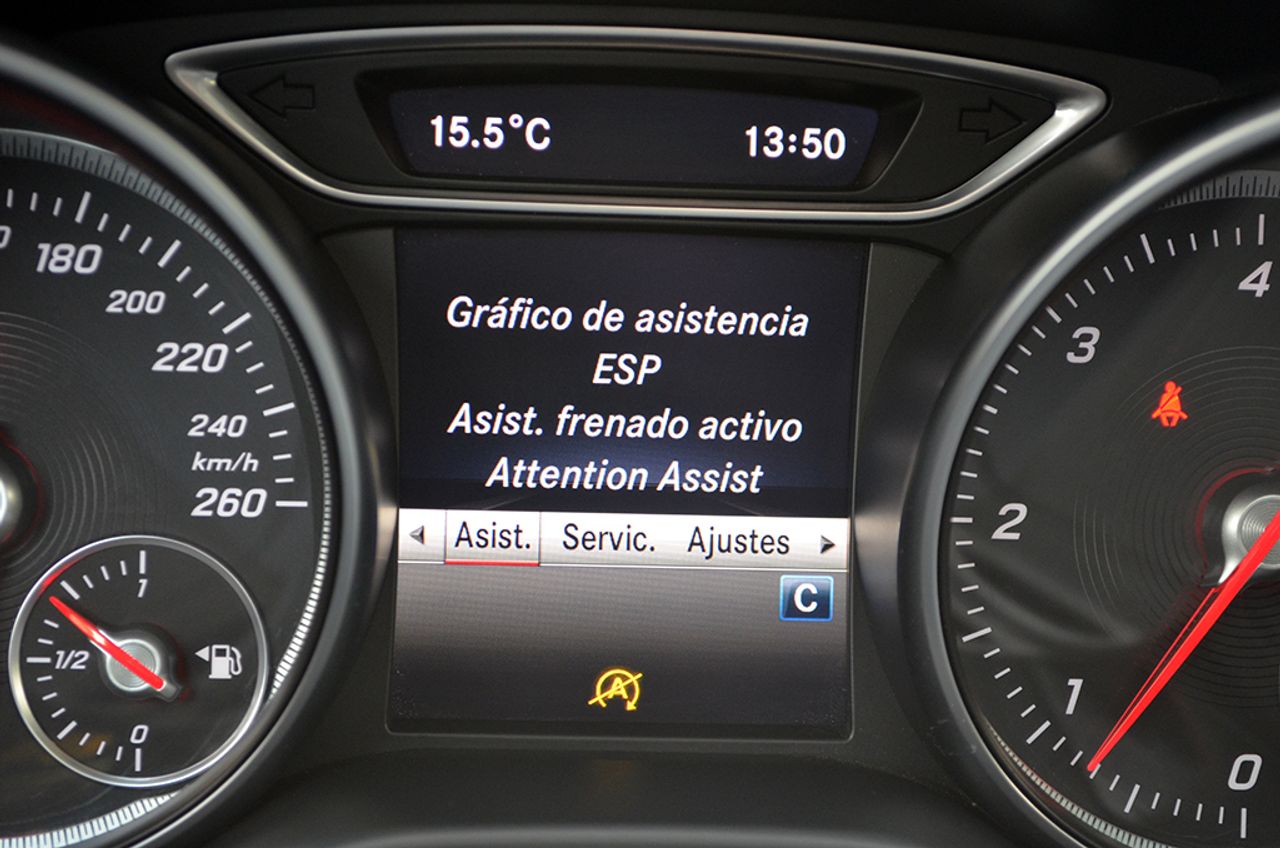 15.5°C 13:50
Gráfico de asistencia
ESP
Asist. frenado activo
Attention Assist
Asist. Servic. Ajustes
C
A
180
200
220
240
km/h
260
1
1/2
0
4
3
2
1
0